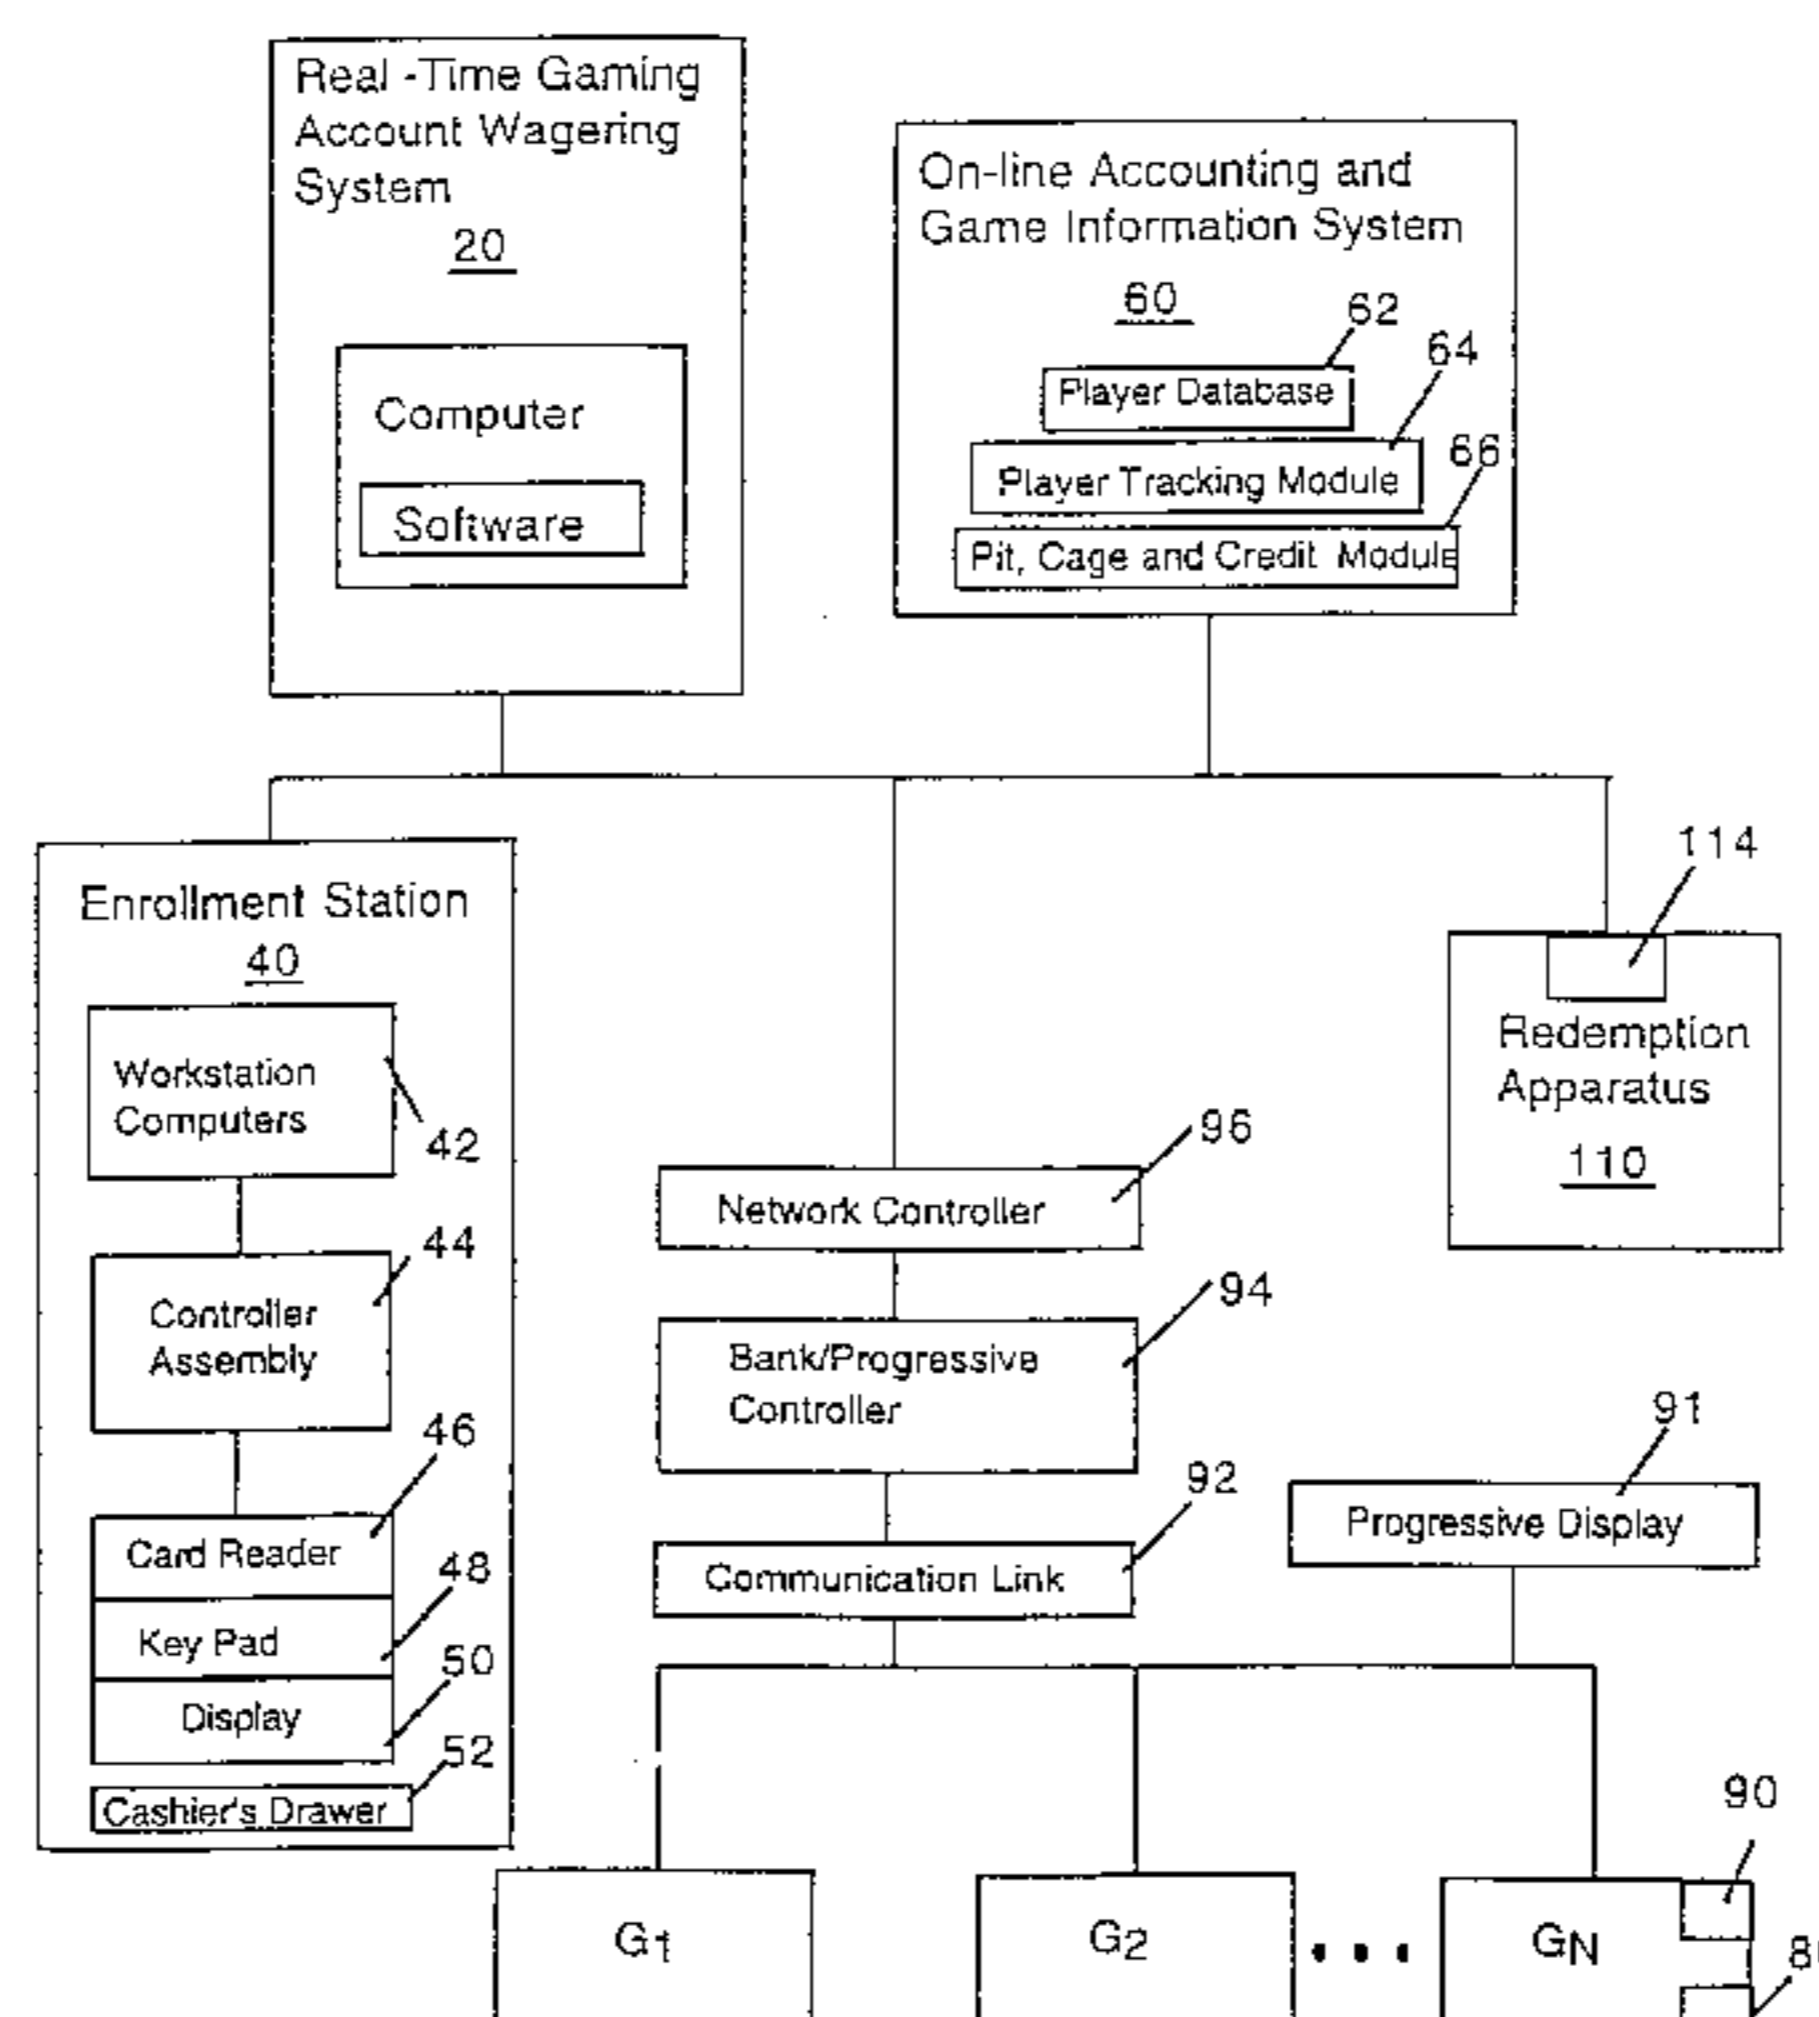 Real-Time Gaming
Account Wagering
System
20
Computer
Software
On-line Accounting and
Game Information System
60
62
64
66
Player Database
Player Tracking Module
Pit, Cage and Credit Module
Enrollment Station
40
Workstation
Computers
42
44
Controller
Assembly
46
Card Reader
48
Key Pad
50
Display
52
Cashier's Drawer
96
Network Controller
94
Bank/Progressive
Controller
92
Communication Link
114
Redemption
Apparatus
110
91
Progressive Display
90
G1
G2
GN